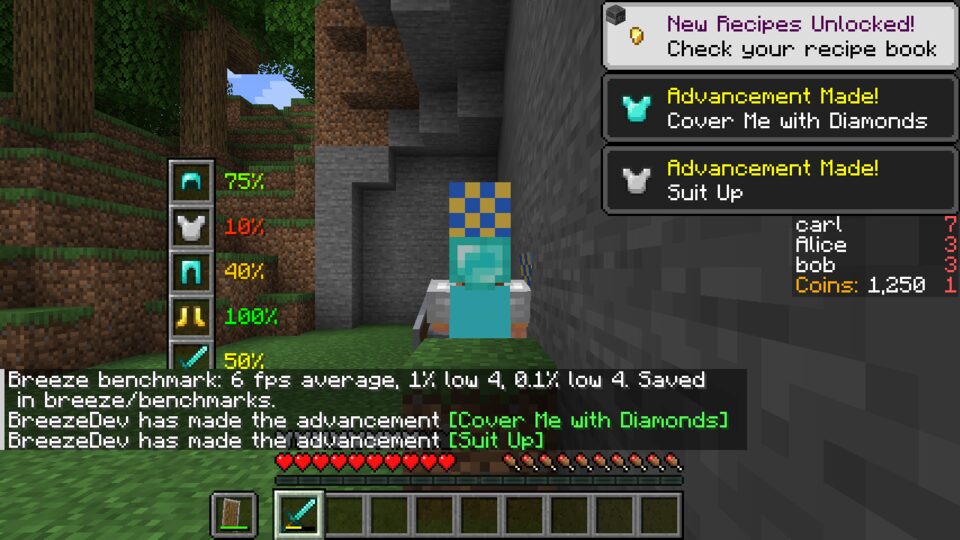 New Recipes Unlocked!
Check your recipe book
Advancement Made!
Cover Me with Diamonds
Advancement Made!
Suit Up
75%
10%
40%
100%
50%
carl 7
Alice 3
bob 3
Coins: 1,250 1
Breeze benchmark: 6 fps average, 1% low 4, 0.1% low 4. Saved
in breeze/benchmarks.
BreezeDev has made the advancement [Cover Me with Diamonds]
BreezeDev has made the advancement [Suit Up]